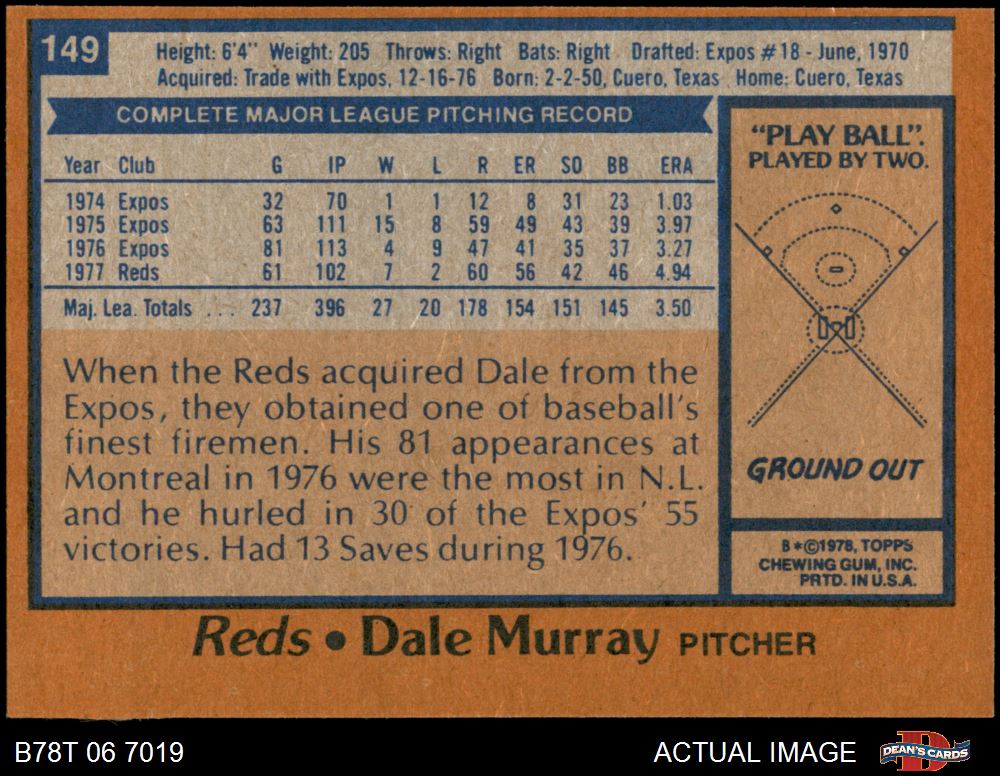 149
Height: 6'4" Weight: 205 Throws: Right Bats: Right Drafted: Expos #18 - June, 1970
Acquired: Trade with Expos, 12-16-76 Born: 2-2-50, Cuero, Texas Home: Cuero, Texas
COMPLETE MAJOR LEAGUE PITCHING RECORD
Year Club G IP W L R ER SO BB ERA
1974 Expos 32 70 1 1 12 8 31 23 1.03
1975 Expos 63 111 15 8 59 49 43 39 3.97
1976 Expos 81 113 4 9 47 41 35 37 3.27
1977 Reds 61 102 7 2 60 56 42 46 4.94
Maj. Lea. Totals . . . 237 396 27 20 178 154 151 145 3.50
When the Reds acquired Dale from the
Expos, they obtained one of baseball's
finest firemen. His 81 appearances at
Montreal in 1976 were the most in N.L.
and he hurled in 30 of the Expos' 55
victories. Had 13 Saves during 1976.
"PLAY BALL".
PLAYED BY TWO.
GROUND OUT
B*©1978, TOPPS
CHEWING GUM, INC.
PRTD. IN U.S.A.
Reds • Dale Murray PITCHER
B78T 06 7019
ACTUAL IMAGE
DEAN'S CARDS